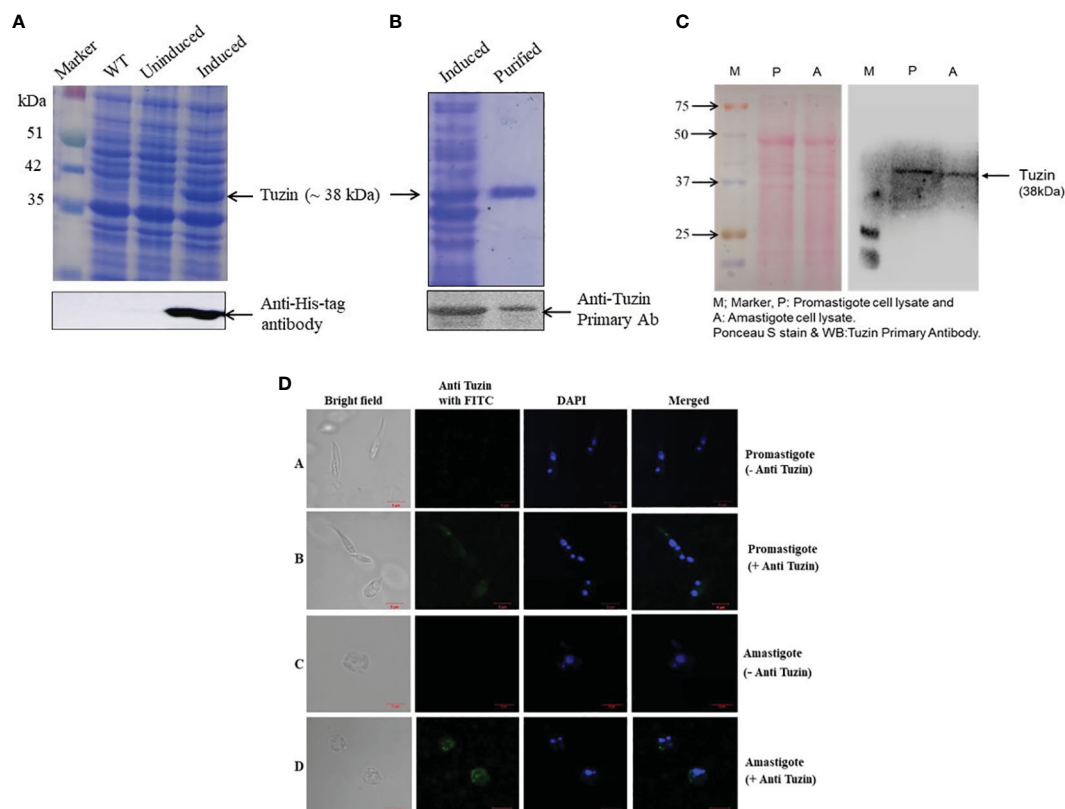 A
Marker
WT
Uninduced
Induced
kDa
51
42
35
Tuzin (~ 38 kDa)
Anti-His-tag
antibody
B
Induced
Purified
Anti-Tuzin
Primary Ab
C
M P A M P A
75
50
37
25
Tuzin
(38kDa)
M; Marker, P: Promastigote cell lysate and
A: Amastigote cell lysate.
Ponceau S stain & WB:Tuzin Primary Antibody.
D
Bright field
Anti Tuzin
with FITC
DAPI
Merged
A
Promastigote
(- Anti Tuzin)
B
Promastigote
(+ Anti Tuzin)
C
Amastigote
(- Anti Tuzin)
D
Amastigote
(+ Anti Tuzin)